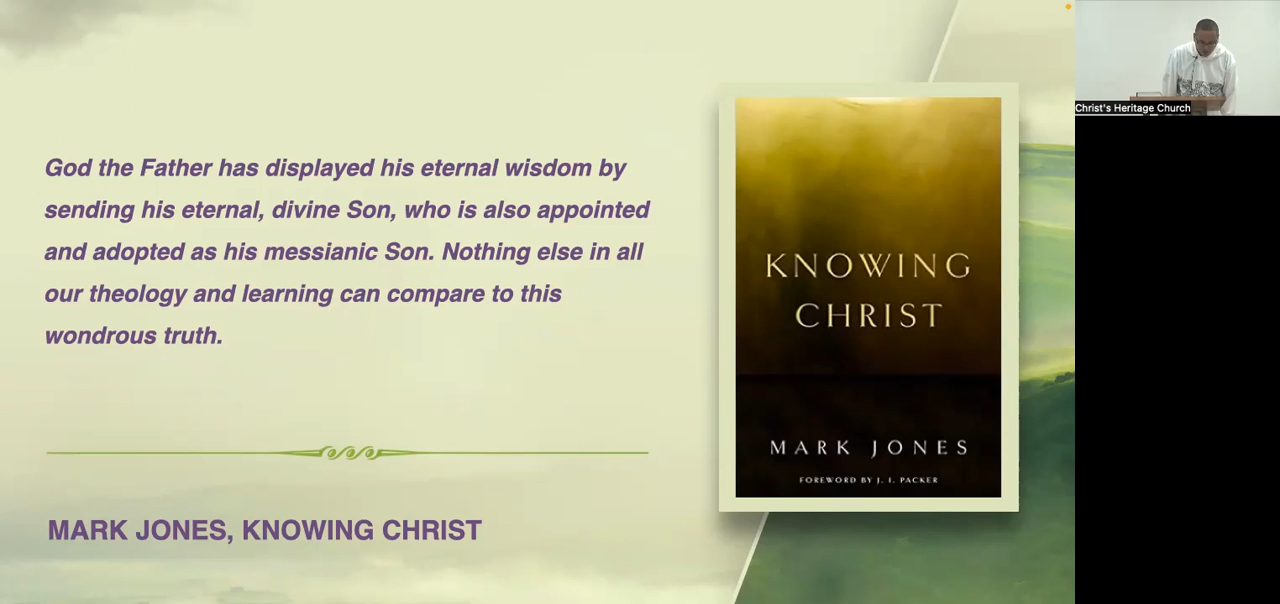 God the Father has displayed his eternal wisdom by
sending his eternal, divine Son, who is also appointed
and adopted as his messianic Son. Nothing else in all
our theology and learning can compare to this
wondrous truth.
MARK JONES, KNOWING CHRIST
KNOWING
CHRIST
MARK JONES
FOREWORD BY J. I. PACKER
Christ's Heritage Church